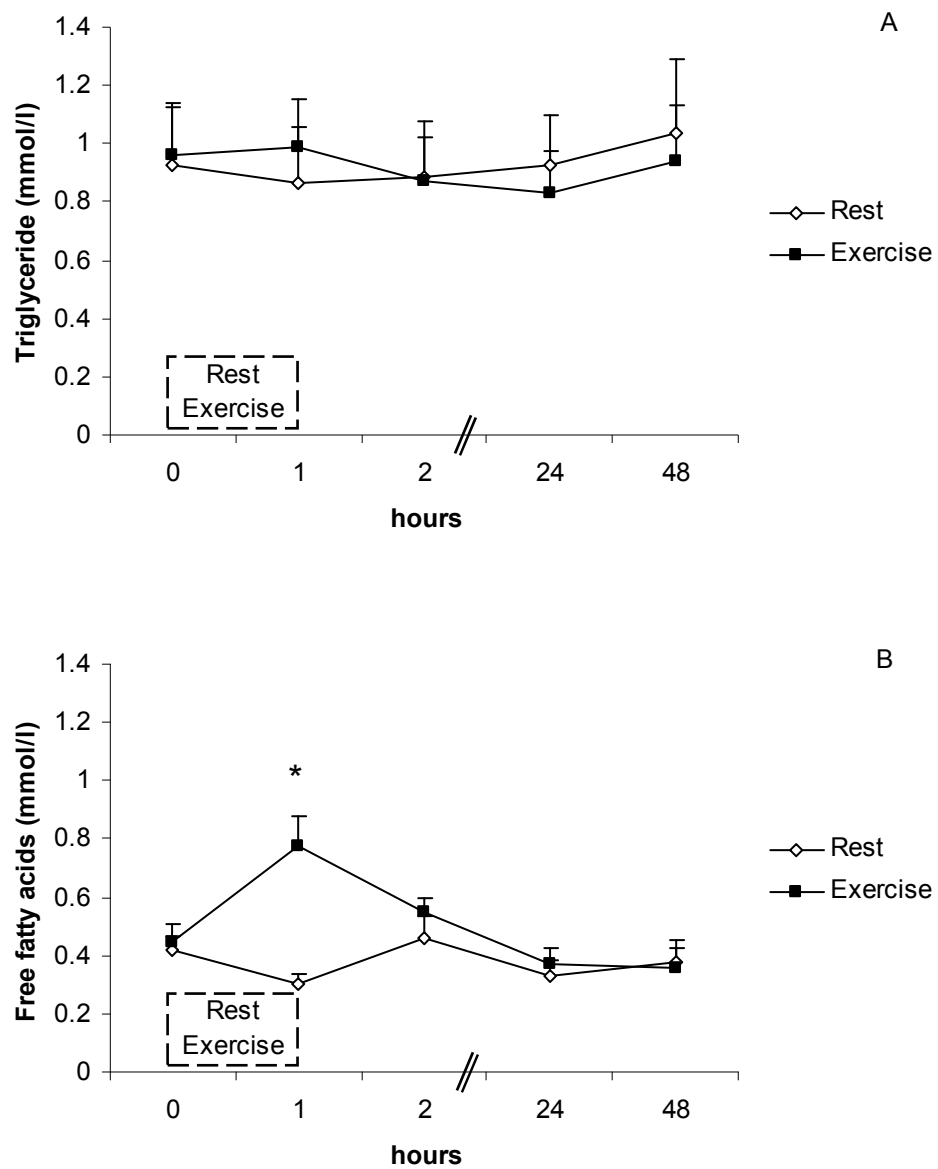 A
1.4
1.2
1
0.8
0.6
0.4
0.2
0
Triglyceride (mmol/l)
Rest
Exercise
Rest
Exercise
0 1 2 24 48
hours
B
1.4
1.2
1
0.8
0.6
0.4
0.2
0
Free fatty acids (mmol/l)
*
Rest
Exercise
Rest
Exercise
0 1 2 24 48
hours